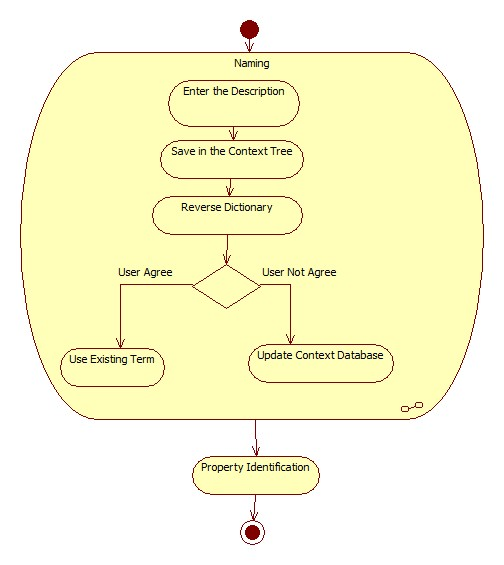 Naming
Enter the Description
Save in the Context Tree
Reverse Dictionary
User Agree
User Not Agree
Use Existing Term
Update Context Database
Property Identification